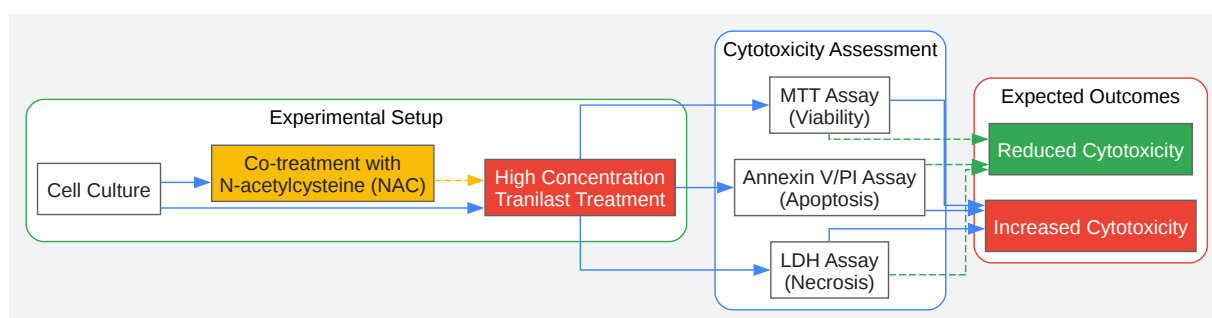 Experimental Setup
Cell Culture
Co-treatment with
N-acetylcysteine (NAC)
High Concentration
Tranilast Treatment
Cytotoxicity Assessment
MTT Assay
(Viability)
Annexin V/PI Assay
(Apoptosis)
LDH Assay
(Necrosis)
Expected Outcomes
Reduced Cytotoxicity
Increased Cytotoxicity